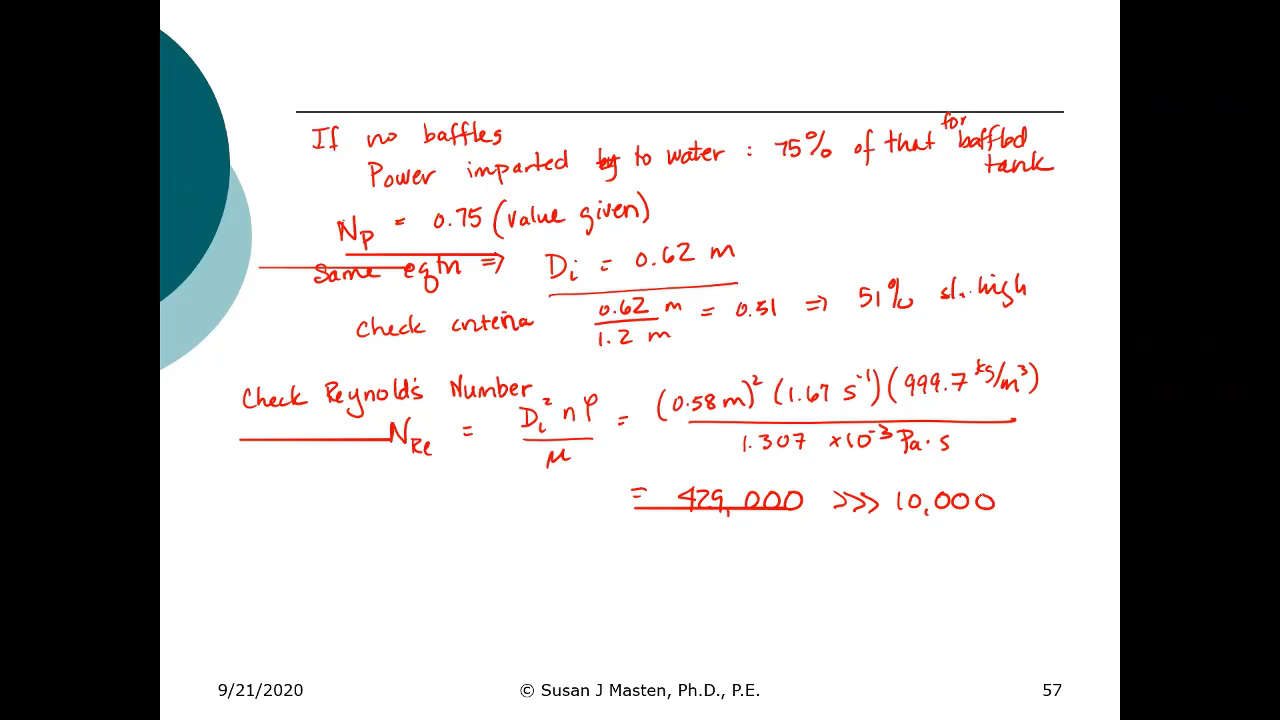 If no baffles
Power imparted to water : 75% of that for baffled tank
Np = 0.75 (value given)
Same eqtn ⇒ Di = 0.62 m
Check criteria 0.62 m / 1.2 m = 0.51 ⇒ 51% sl. high
Check Reynold's Number
NRe = Di² n ρ / μ = (0.58 m)² (1.67 s⁻¹) (999.7 kg/m³) / 1.307 × 10⁻³ Pa·s
= 429,000 >>> 10,000
9/21/2020 © Susan J Masten, Ph.D., P.E. 57